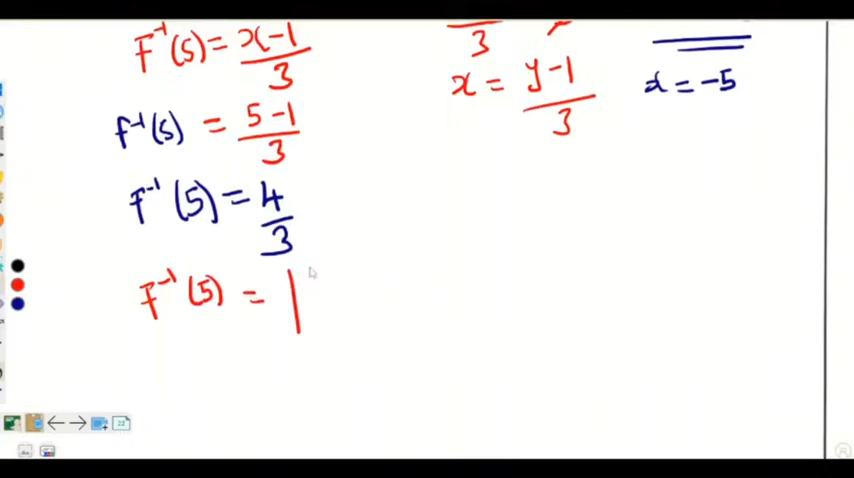 F⁻¹(5) = x-1/3
f⁻¹(5) = 5-1/3
F⁻¹(5) = 4/3
F⁻¹(5) = 1
3
x = y-1/3
x = -5